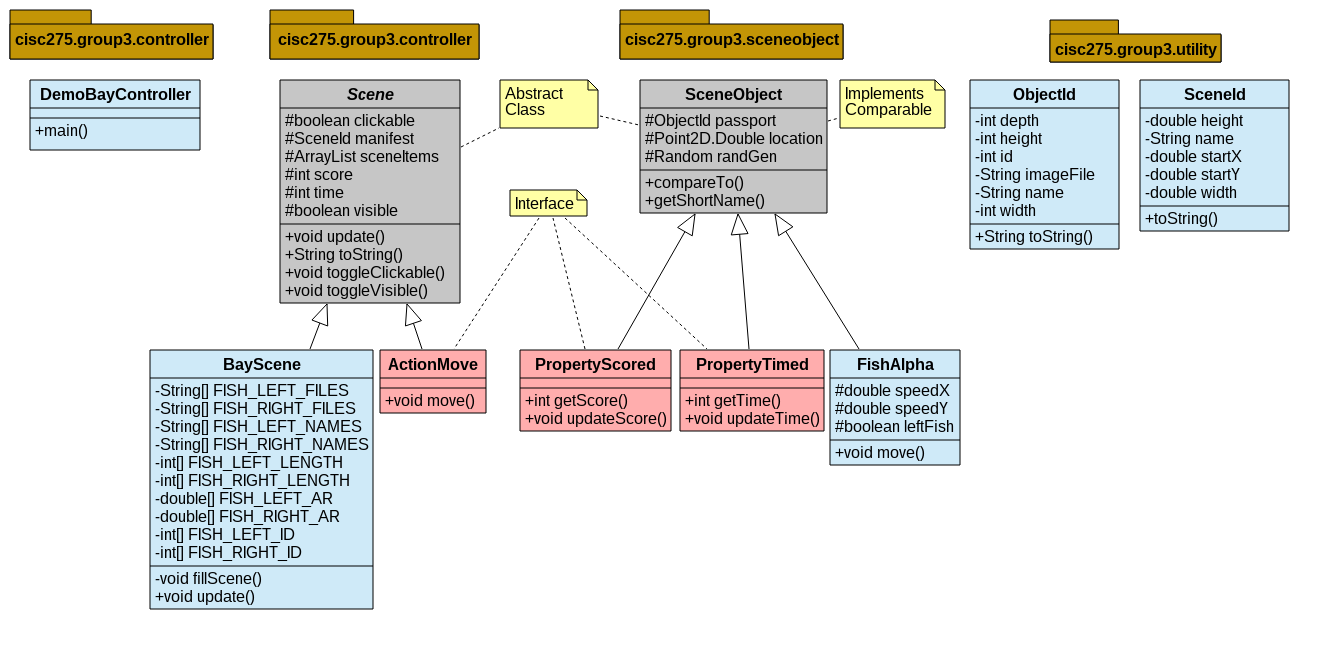 cisc275.group3.controller
DemoBayController
+main()
cisc275.group3.controller
Scene
#boolean clickable
#SceneId manifest
#ArrayList sceneItems
#int score
#int time
#boolean visible
+void update()
+String toString()
+void toggleClickable()
+void toggleVisible()
Abstract
Class
Interface
BayScene
-String[] FISH_LEFT_FILES
-String[] FISH_RIGHT_FILES
-String[] FISH_LEFT_NAMES
-String[] FISH_RIGHT_NAMES
-int[] FISH_LEFT_LENGTH
-int[] FISH_RIGHT_LENGTH
-double[] FISH_LEFT_AR
-double[] FISH_RIGHT_AR
-int[] FISH_LEFT_ID
-int[] FISH_RIGHT_ID
-void fillScene()
+void update()
ActionMove
+void move()
cisc275.group3.sceneobject
SceneObject
#ObjectId passport
#Point2D.Double location
#Random randGen
+compareTo()
+getShortName()
Implements
Comparable
PropertyScored
+int getScore()
+void updateScore()
PropertyTimed
+int getTime()
+void updateTime()
FishAlpha
#double speedX
#double speedY
#boolean leftFish
+void move()
cisc275.group3.utility
ObjectId
-int depth
-int height
-int id
-String imageFile
-String name
-int width
+String toString()
SceneId
-double height
-String name
-double startX
-double startY
-double width
+toString()